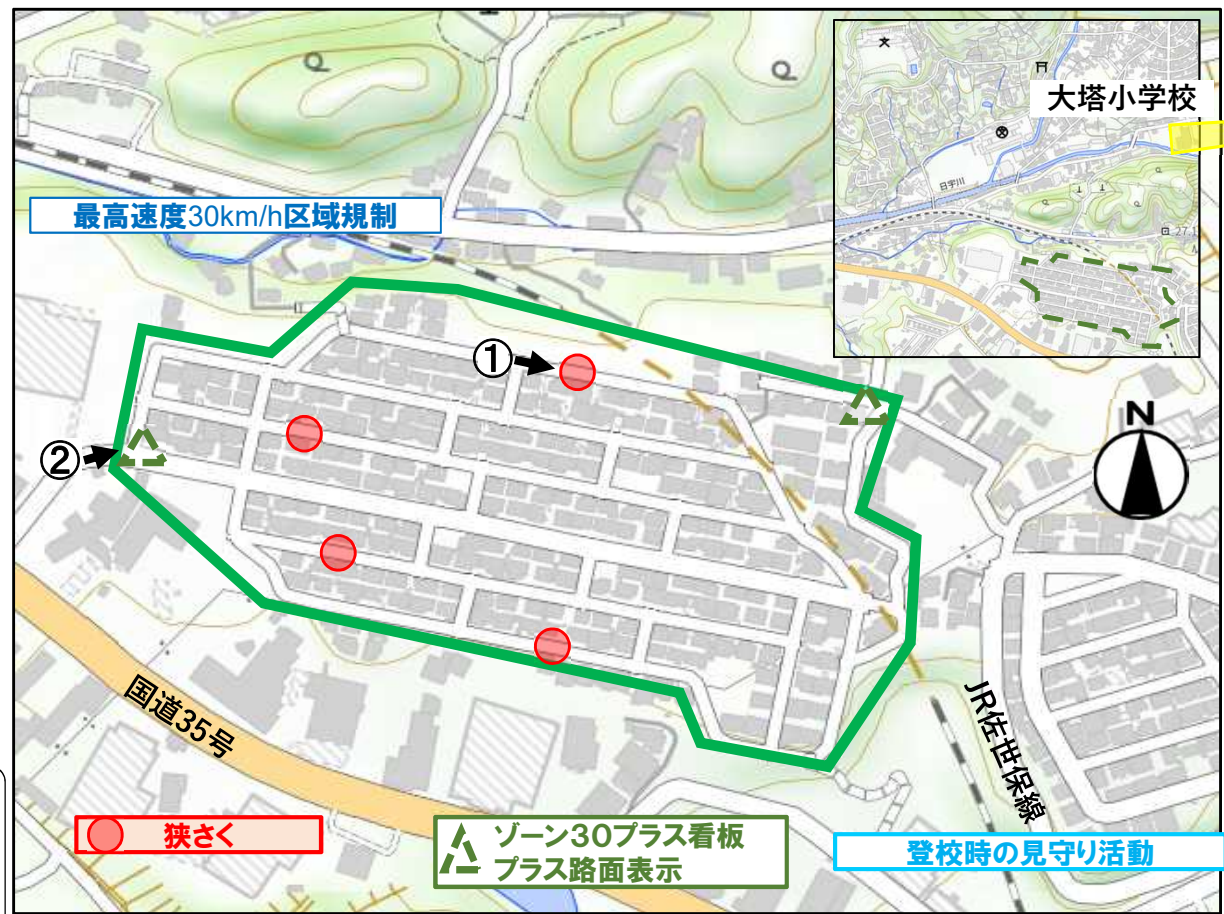 大塔小学校
日宇川
27.1
最高速度30km/h区域規制
①
②
N
国道35号
JR佐世保線
狭さく
ゾーン30プラス看板
プラス路面表示
登校時の見守り活動